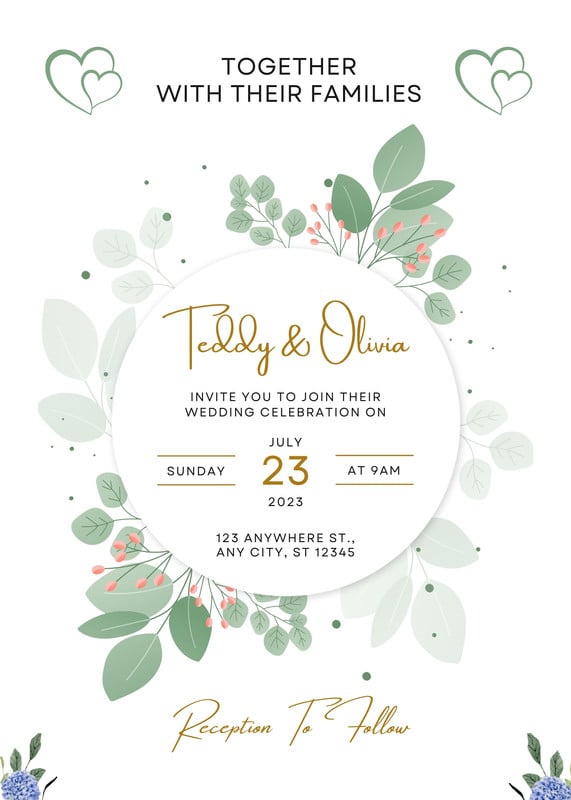 TOGETHER
WITH THEIR FAMILIES
Teddy & Olivia
INVITE YOU TO JOIN THEIR
WEDDING CELEBRATION ON
JULY
SUNDAY 23 AT 9AM
2023
123 ANYWHERE ST.,
ANY CITY, ST 12345
Reception To Follow